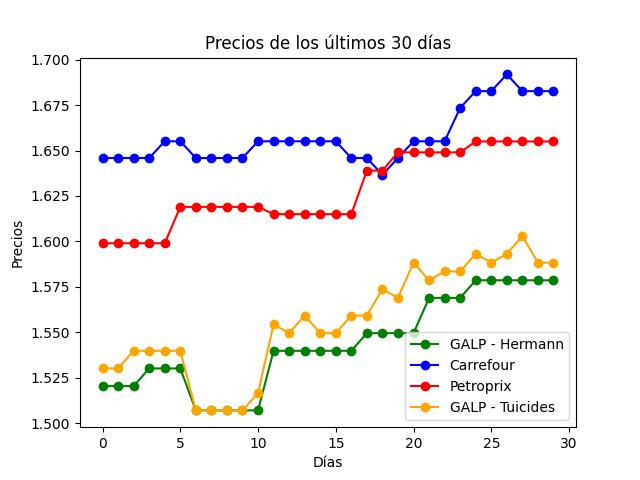 Precios de los últimos 30 días
Precios
1.700
1.675
1.650
1.625
1.600
1.575
1.550
1.525
1.500
GALP - Hermann
Carrefour
Petroprix
GALP - Tuicides
0 5 10 15 20 25 30
Días